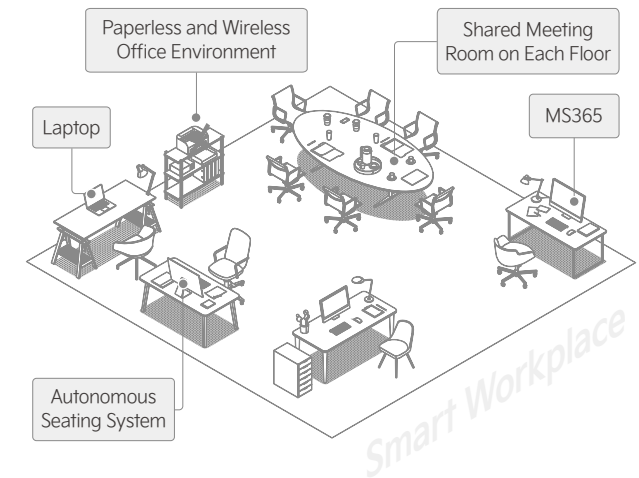 Paperless and Wireless
Office Environment
Shared Meeting
Room on Each Floor
Laptop
MS365
Autonomous
Seating System
Smart Workplace